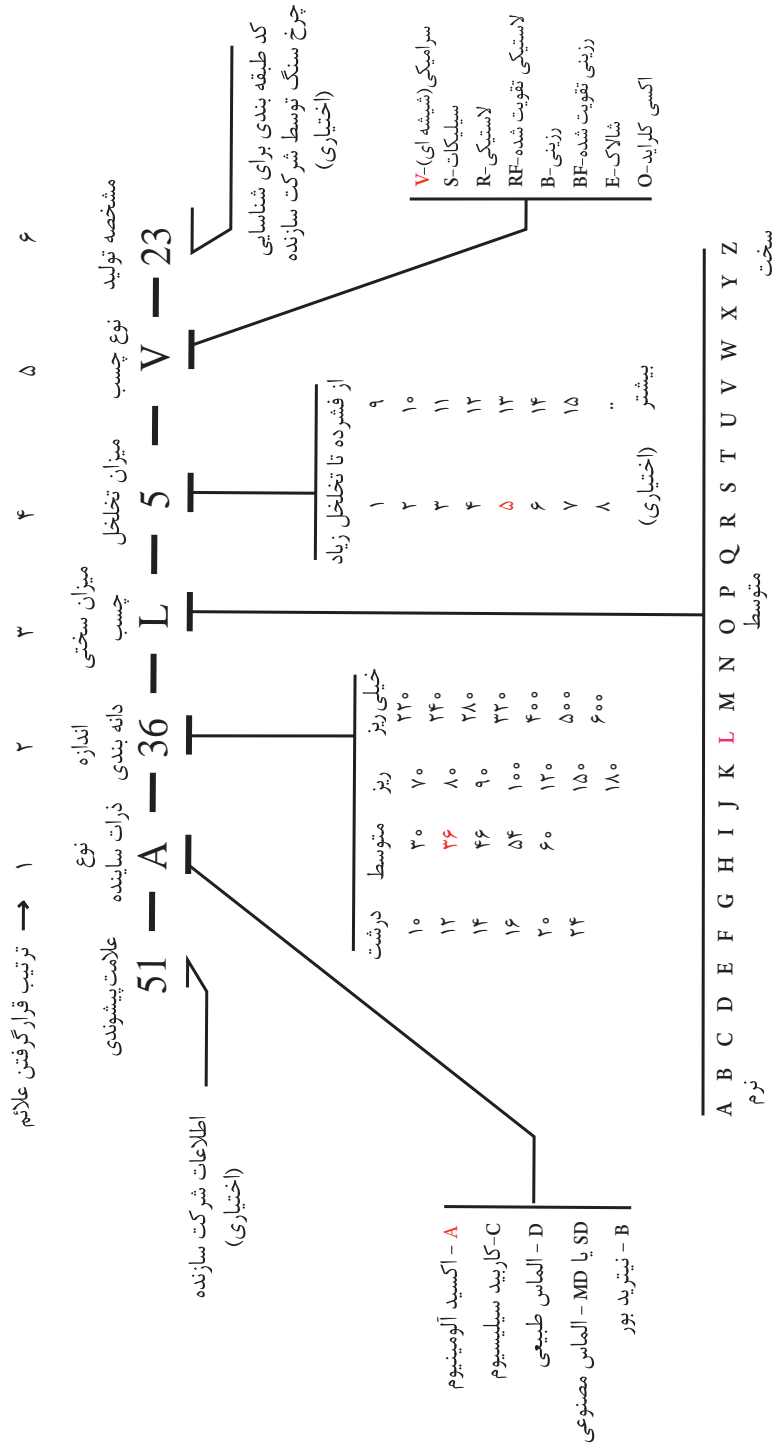 ترتیب قرارگرفتن علائم → ۱ ۲ ۳ ۴ ۵ ۶
علامت پیشوندی
نوع
ذرات ساینده
اندازه
دانه بندی
میزان سختی
چسب
میزان تخلخل
نوع چسب
مشخصه تولید
51 – A – 36 – L – 5 – V – 23
اطلاعات شرکت سازنده
(اختیاری)
کد طبقه بندی برای شناسایی
چرخ سنگ توسط شرکت سازنده
(اختیاری)
A – اکسید آلومینیوم
C-کاربید سیلیسیوم
D – الماس طبیعی
SD یا MD – الماس مصنوعی
B – نیترید بور
درشت متوسط ریز خیلی ریز
۱۰ ۳۰ ۷۰ ۲۲۰
۱۲ ۳۶ ۸۰ ۲۴۰
۱۴ ۴۶ ۹۰ ۲۸۰
۱۶ ۵۴ ۱۰۰ ۳۲۰
۲۰ ۶۰ ۱۲۰ ۴۰۰
۲۴ ۱۵۰ ۵۰۰
۱۸۰ ۶۰۰
از فشرده تا تخلخل زیاد
۱ ۹
۲ ۱۰
۳ ۱۱
۴ ۱۲
۵ ۱۳
۶ ۱۴
۷ ۱۵
۸ ..
(اختیاری) بیشتر
V-سرامیکی(شیشه ای)
S-سیلیکات
R-لاستیکی
RF-لاستیکی تقویت شده
B-رزینی
BF-رزینی تقویت شده
E-شالاک
O-اکسی کلراید
A B C D E F G H I J K L M N O P Q R S T U V W X Y Z
نرم متوسط سخت